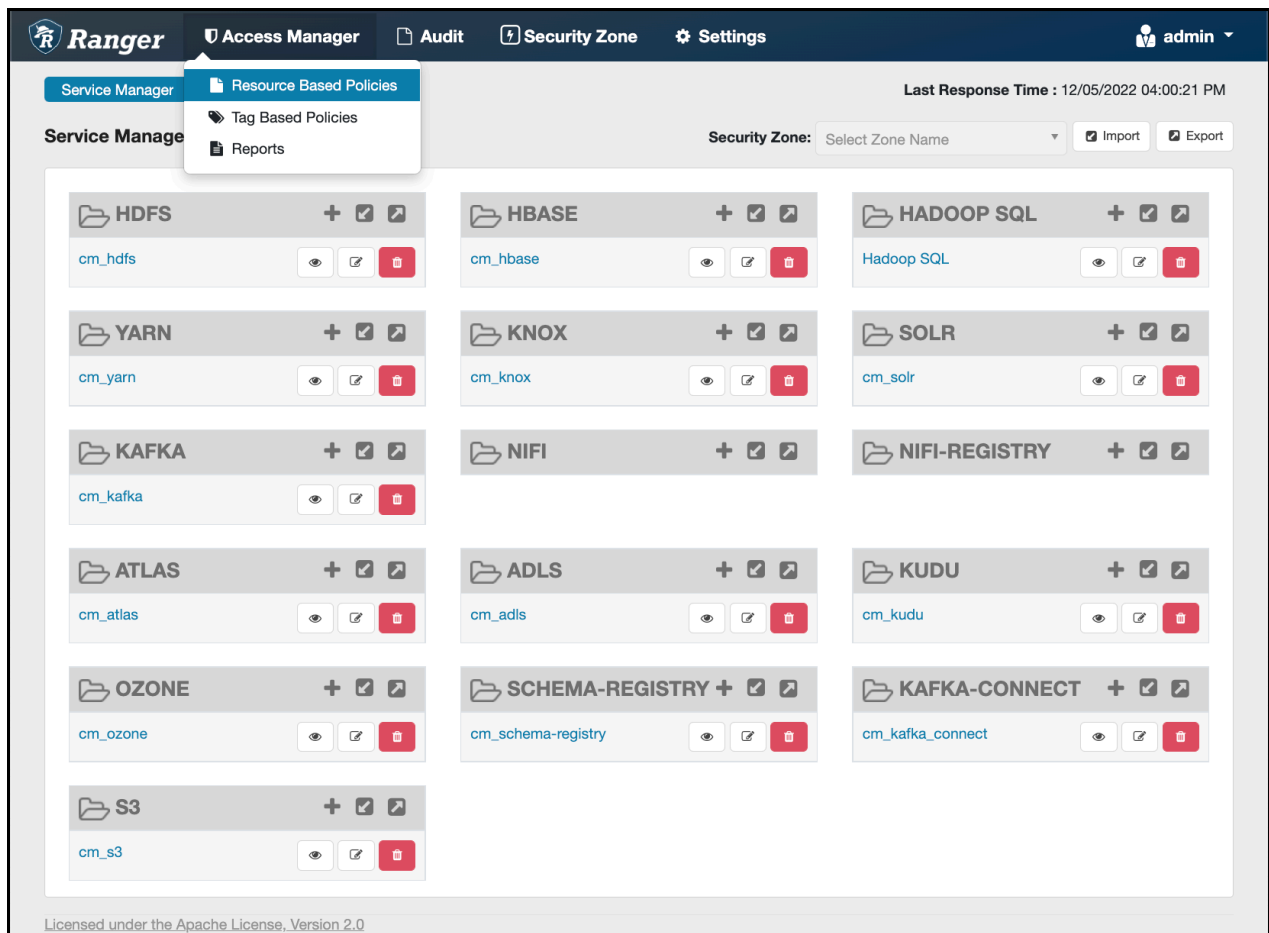 Ranger Access Manager Audit Security Zone Settings admin
Resource Based Policies
Tag Based Policies
Reports
Service Manager Last Response Time : 12/05/2022 04:00:21 PM
Service Manage Security Zone: Select Zone Name Import Export
HDFS HBASE HADOOP SQL
cm_hdfs cm_hbase Hadoop SQL
YARN KNOX SOLR
cm_yarn cm_knox cm_solr
KAFKA NIFI NIFI-REGISTRY
cm_kafka
ATLAS ADLS KUDU
cm_atlas cm_adls cm_kudu
OZONE SCHEMA-REGISTRY KAFKA-CONNECT
cm_ozone cm_schema-registry cm_kafka_connect
S3
cm_s3
Licensed under the Apache License, Version 2.0